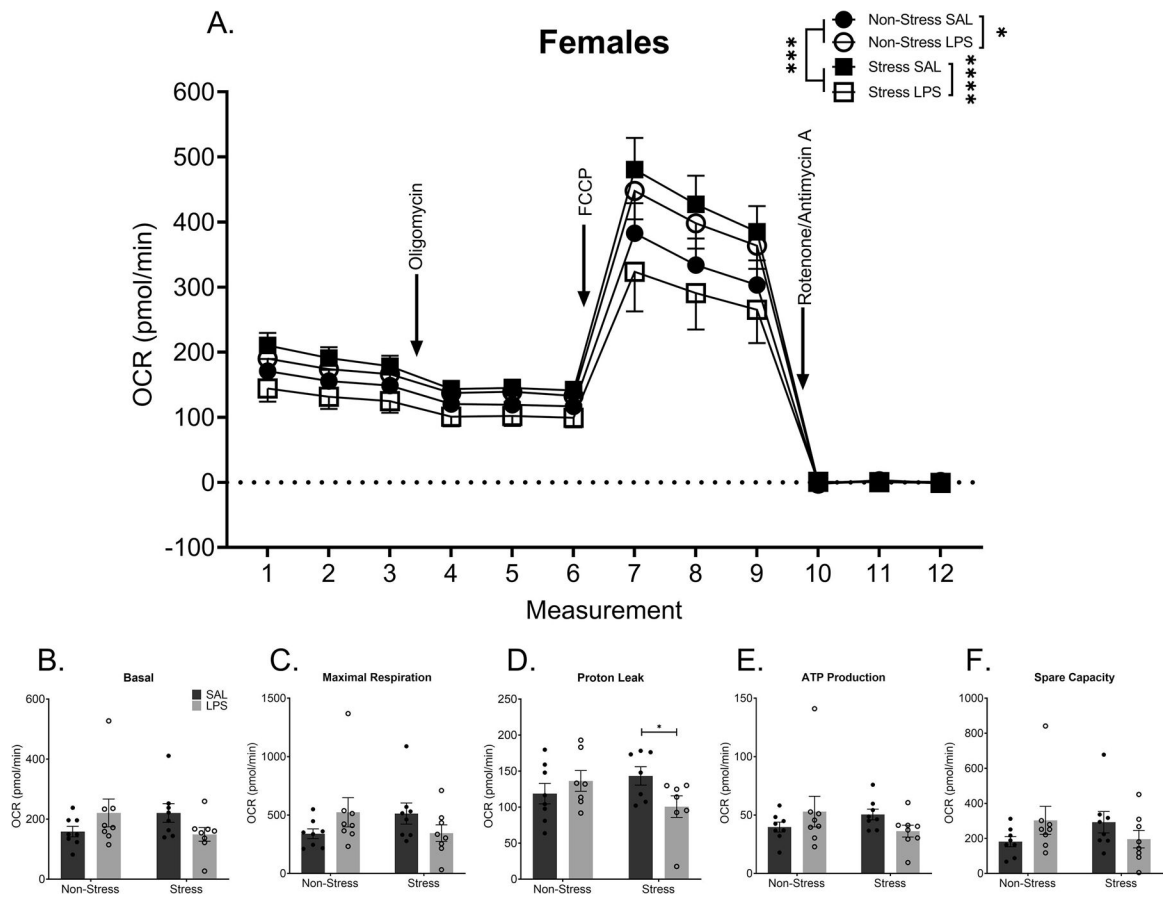 A.
Females
Non-Stress SAL
Non-Stress LPS
Stress SAL
Stress LPS
*
***
****
600
500
400
300
200
100
0
-100
OCR (pmol/min)
Oligomycin
FCCP
Rotenone/Antimycin A
1 2 3 4 5 6 7 8 9 10 11 12
Measurement
B.
Basal
SAL
LPS
600
400
200
0
OCR (pmol/min)
Non-Stress Stress
C.
Maximal Respiration
1500
1000
500
0
OCR (pmol/min)
Non-Stress Stress
D.
Proton Leak
*
250
200
150
100
50
0
OCR (pmol/min)
Non-Stress Stress
E.
ATP Production
150
100
50
0
OCR (pmol/min)
Non-Stress Stress
F.
Spare Capacity
1000
800
600
400
200
0
OCR (pmol/min)
Non-Stress Stress